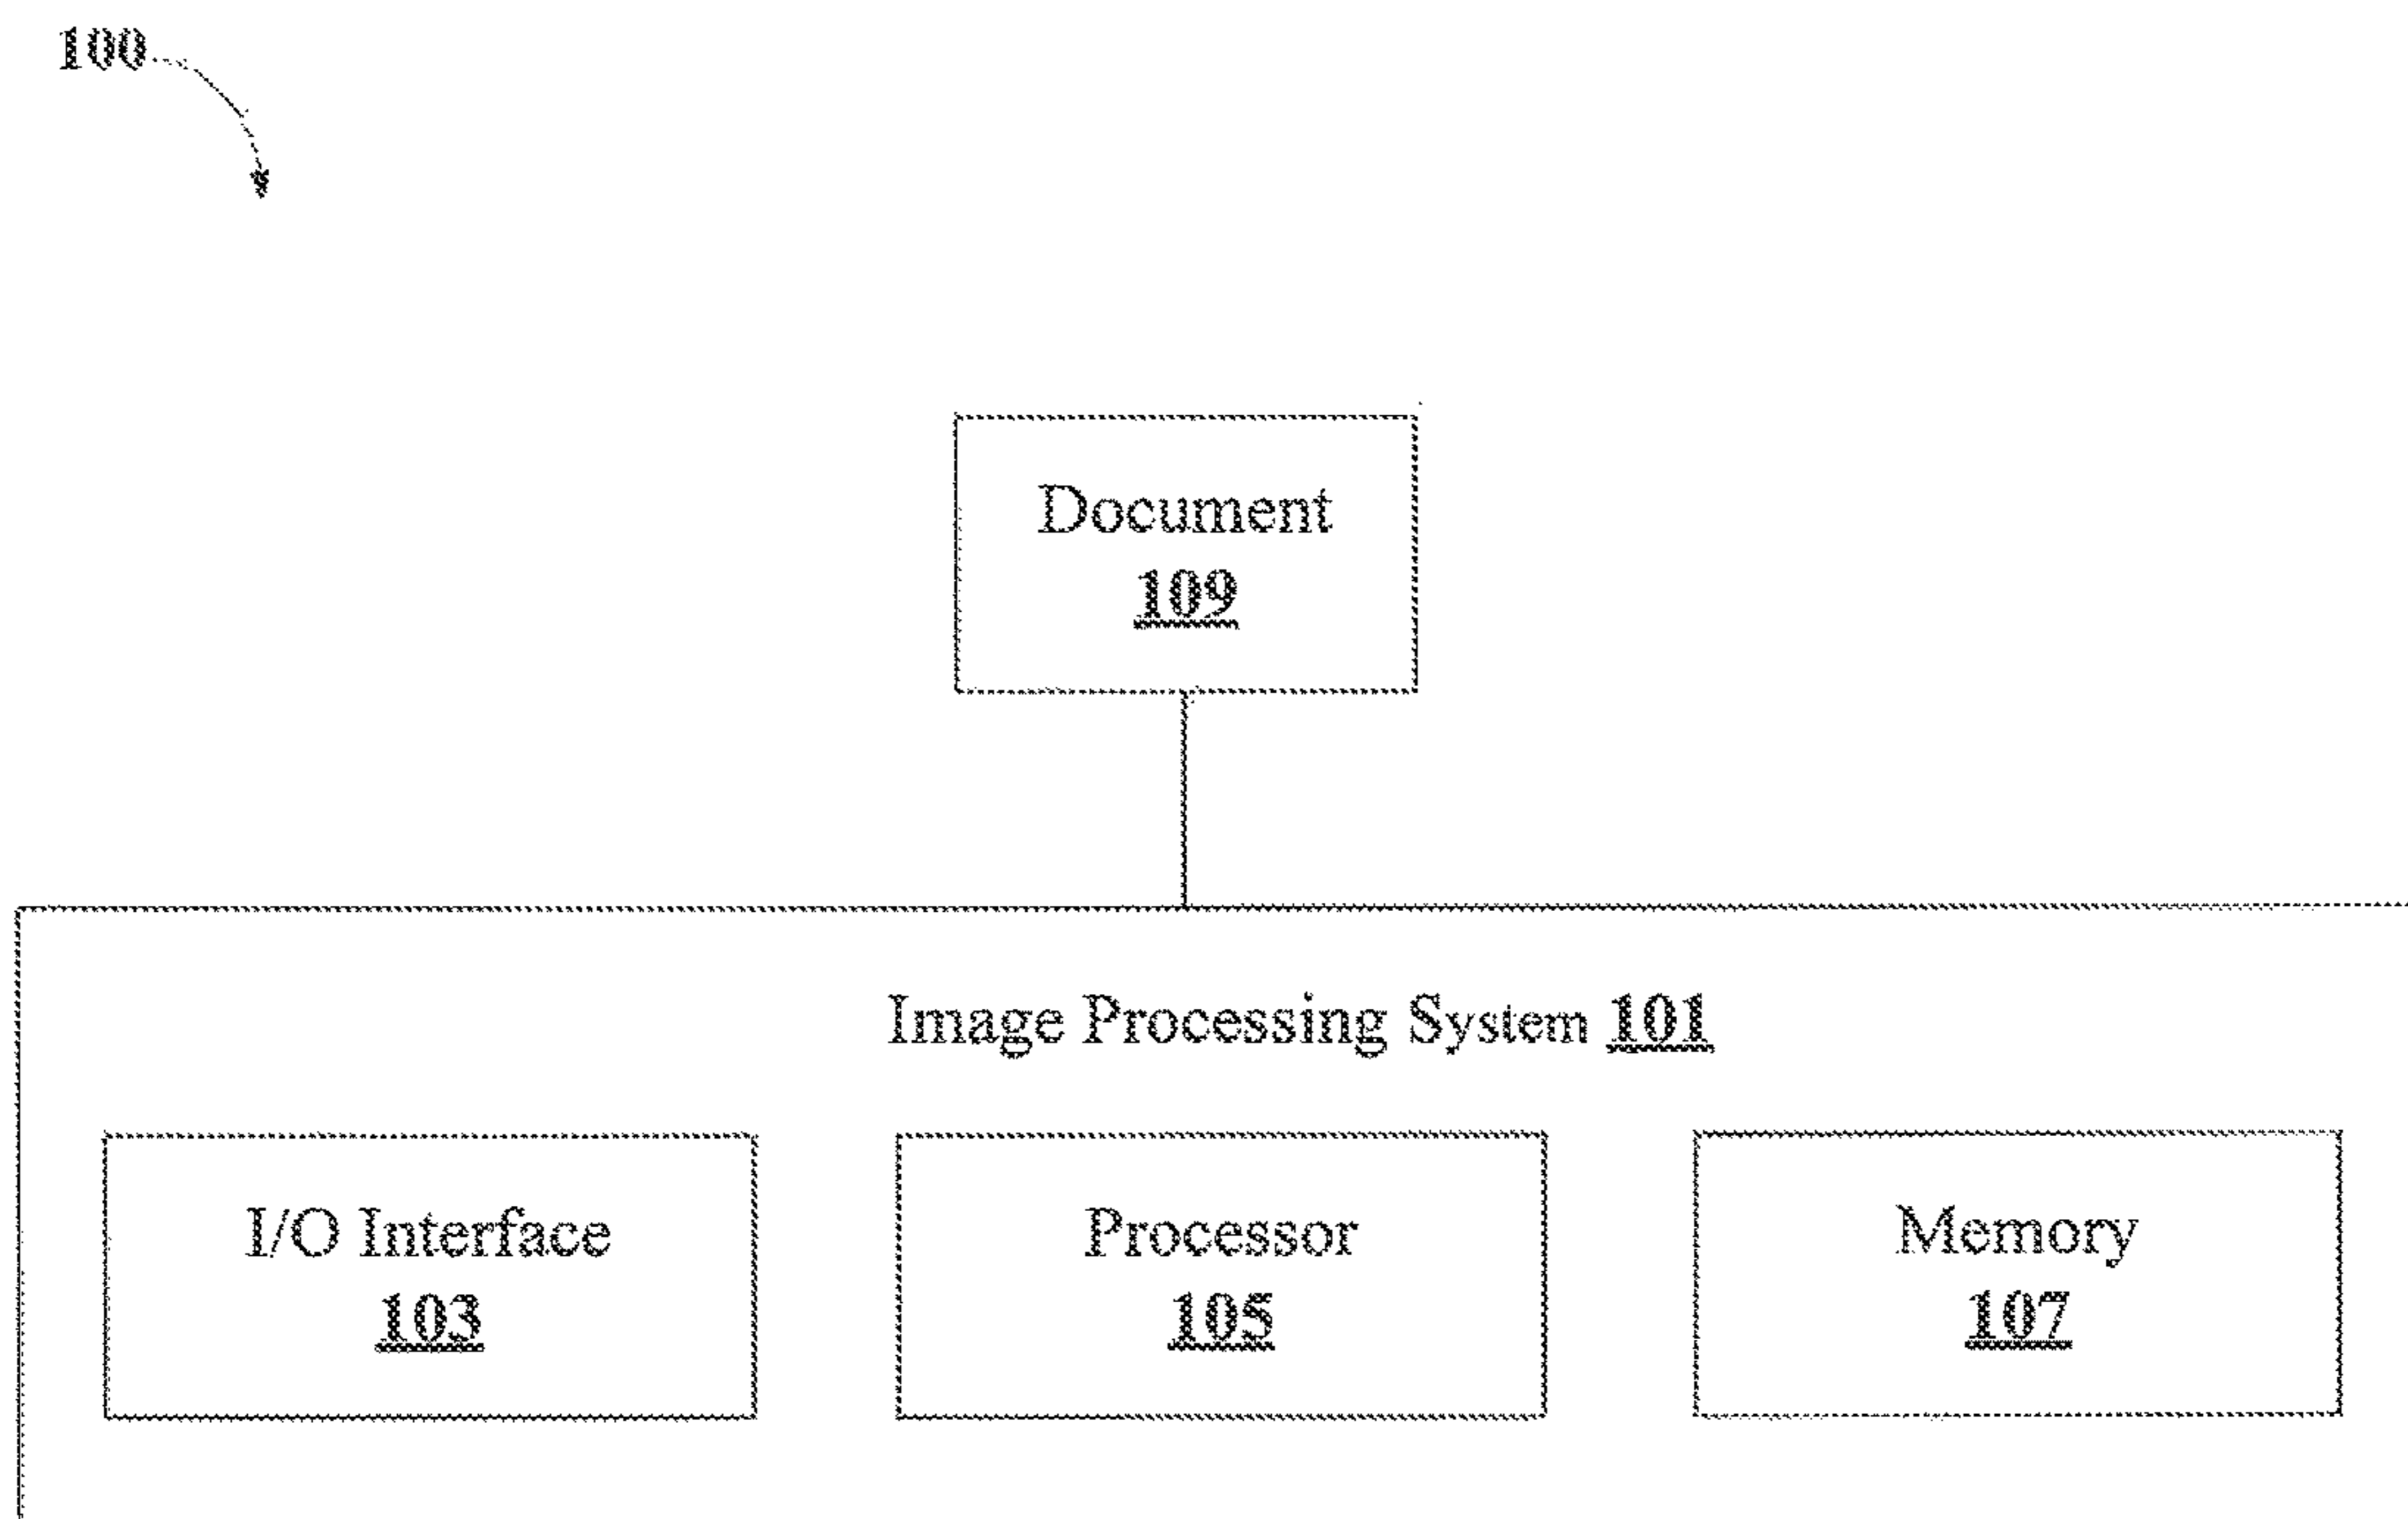 100
Document
109
Image Processing System 101
I/O Interface
103
Processor
105
Memory
107